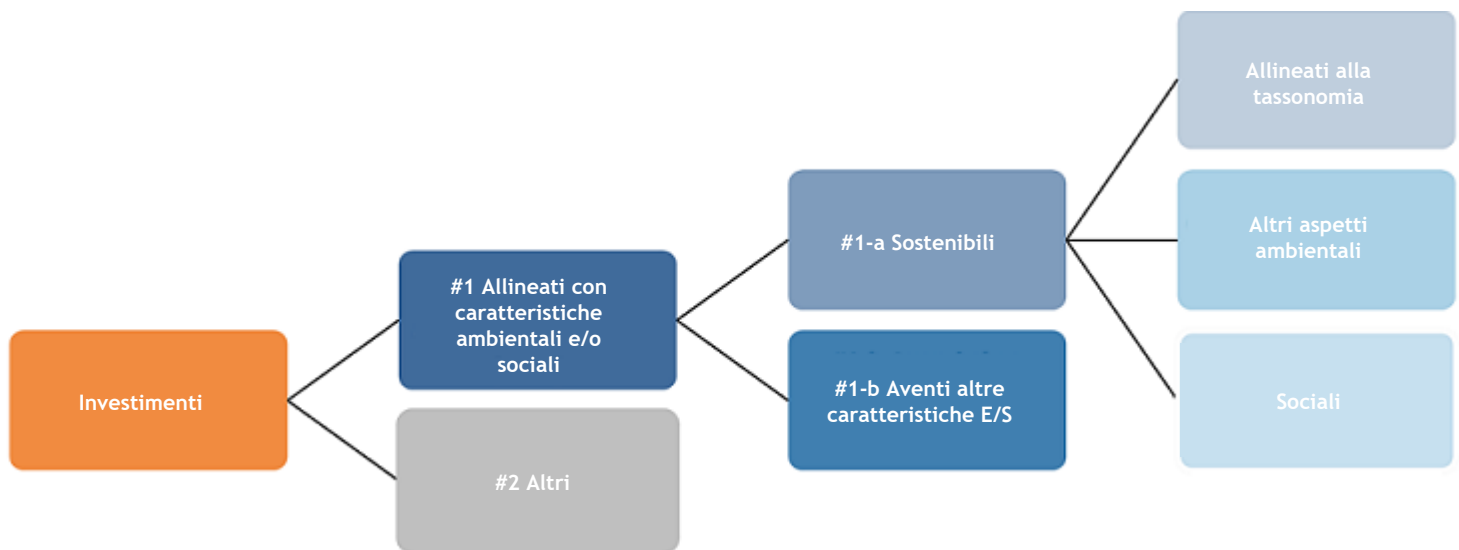 Investimenti
#1 Allineati con
caratteristiche
ambientali e/o
sociali
#2 Altri
#1-a Sostenibili
#1-b Aventi altre
caratteristiche E/S
Allineati alla
tassonomia
Altri aspetti
ambientali
Sociali